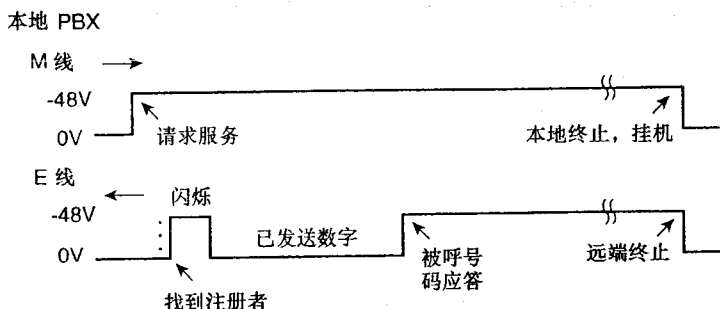 本地 PBX
M 线
-48V
0V
请求服务
本地终止，挂机
E 线
闪烁
-48V
0V
已发送数字
找到注册者
被呼号
码应答
远端终止